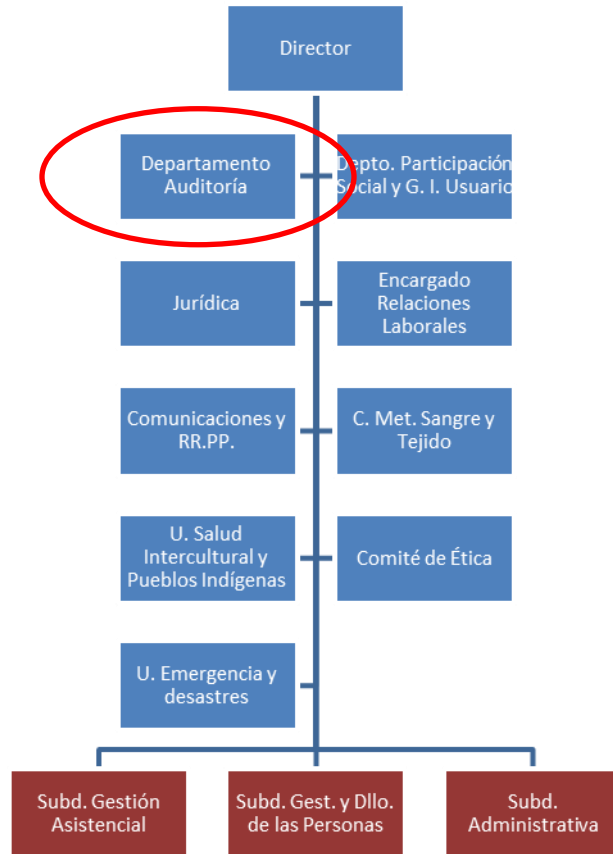 Director
Departamento
Auditoría
Depto. Participación
Social y G. I. Usuario
Jurídica
Encargado
Relaciones
Laborales
Comunicaciones y
RR.PP.
C. Met. Sangre y
Tejido
U. Salud
Intercultural y
Pueblos Indígenas
Comité de Ética
U. Emergencia y
desastres
Subd. Gestión
Asistencial
Subd. Gest. y Dllo.
de las Personas
Subd.
Administrativa